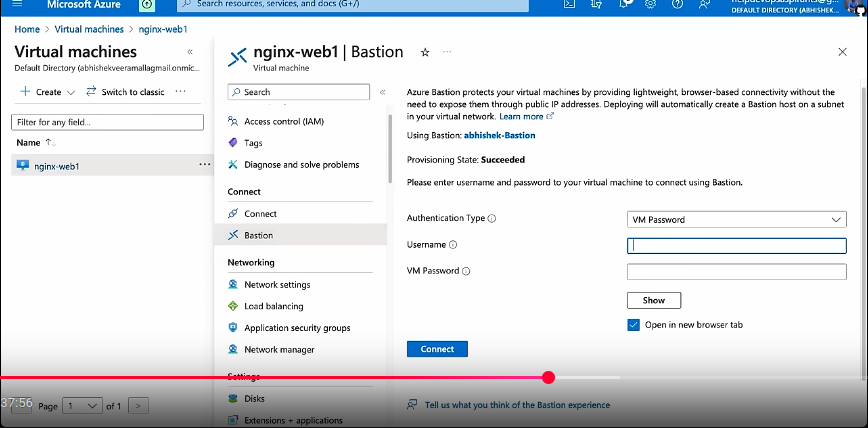 Microsoft Azure
Search resources, services, and docs (G+/)
DEFAULT DIRECTORY (ABHISHEK...
Home > Virtual machines > nginx-web1
Virtual machines
Default Directory (abhishekveeramallagmail.onmic...
Create
Switch to classic
Filter for any field...
Name ↑
nginx-web1
Page 1 of 1 >
37:56
nginx-web1 | Bastion
Virtual machine
Search
Access control (IAM)
Tags
Diagnose and solve problems
Connect
Connect
Bastion
Networking
Network settings
Load balancing
Application security groups
Network manager
Settings
Disks
Extensions + applications
Azure Bastion protects your virtual machines by providing lightweight, browser-based connectivity without the
need to expose them through public IP addresses. Deploying will automatically create a Bastion host on a subnet
in your virtual network. Learn more
Using Bastion: abhishek-Bastion
Provisioning State: Succeeded
Please enter username and password to your virtual machine to connect using Bastion.
Authentication Type
VM Password
Username
VM Password
Show
Open in new browser tab
Connect
Tell us what you think of the Bastion experience